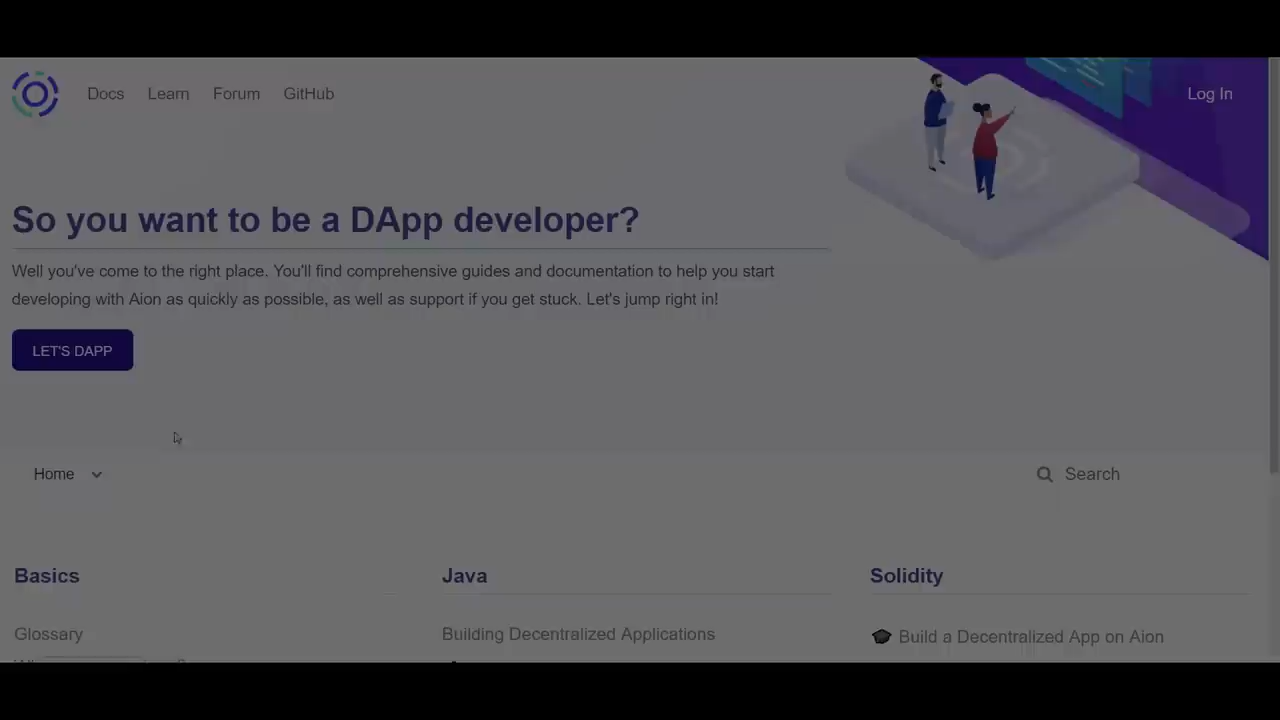 Docs Learn Forum GitHub Log In
So you want to be a DApp developer?
Well you've come to the right place. You'll find comprehensive guides and documentation to help you start
developing with Aion as quickly as possible, as well as support if you get stuck. Let's jump right in!
LET'S DAPP
Home Search
Basics Java Solidity
Glossary Building Decentralized Applications Build a Decentralized App on Aion